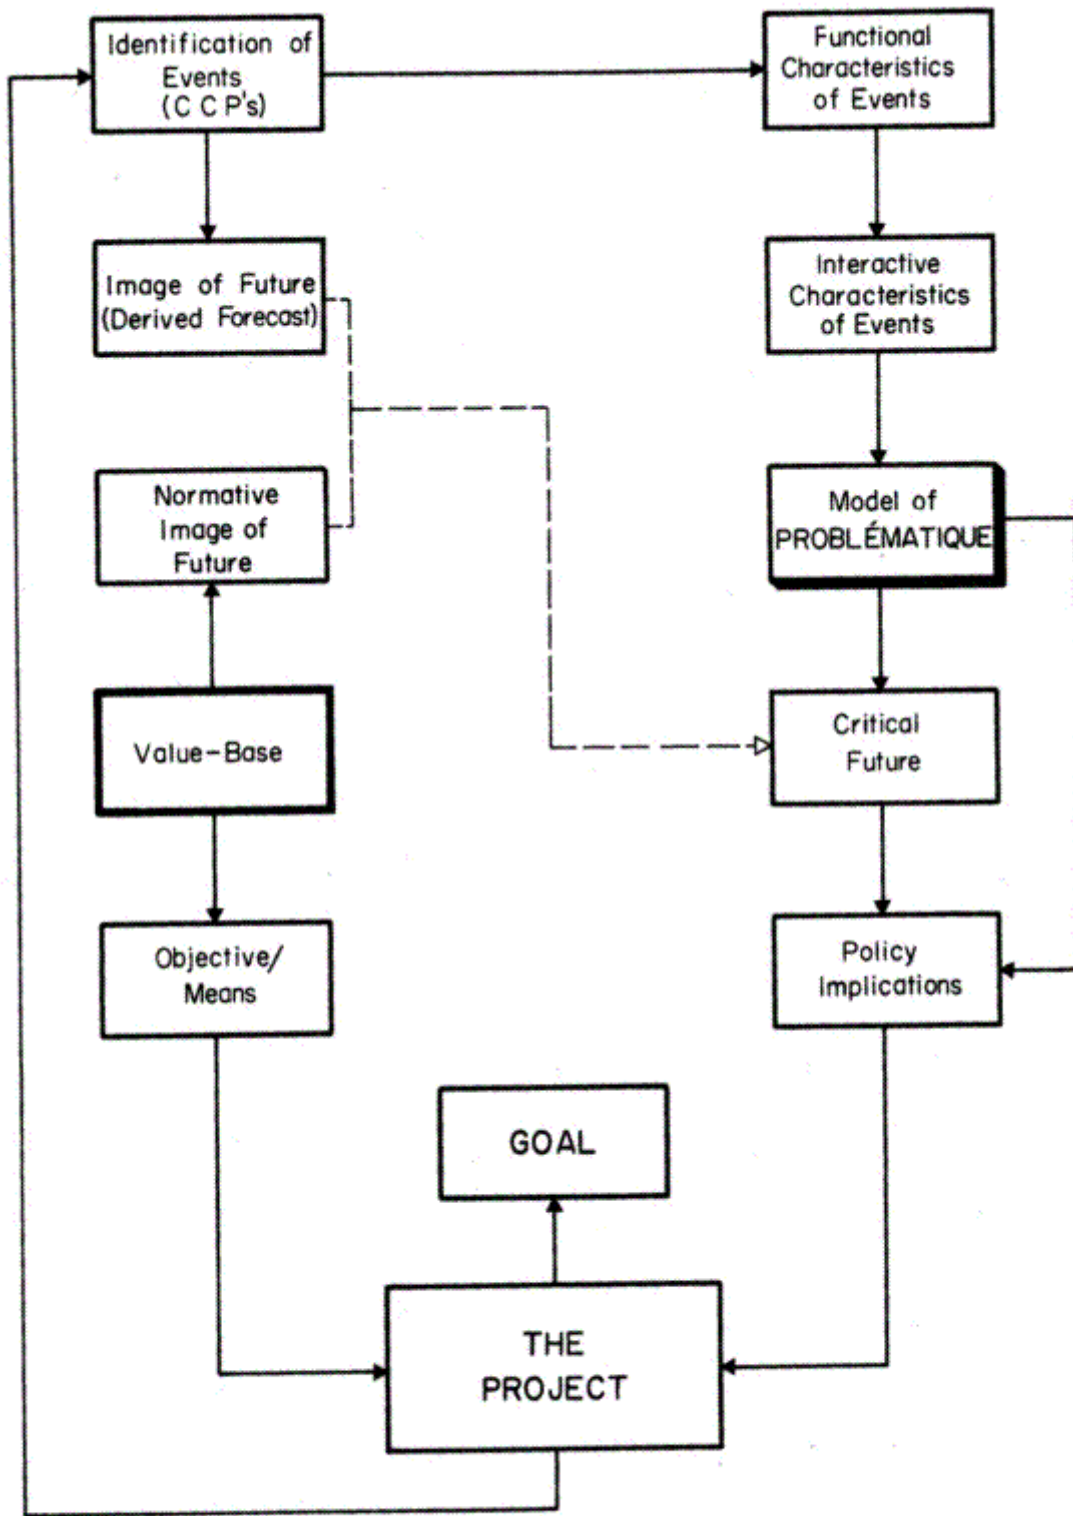 Identification of
Events
(C C P's)
Functional
Characteristics
of Events
Image of Future
(Derived Forecast)
Interactive
Characteristics
of Events
Normative
Image of
Future
Model of
PROBLÉMATIQUE
Value-Base
Critical
Future
Objective/
Means
Policy
Implications
GOAL
THE
PROJECT